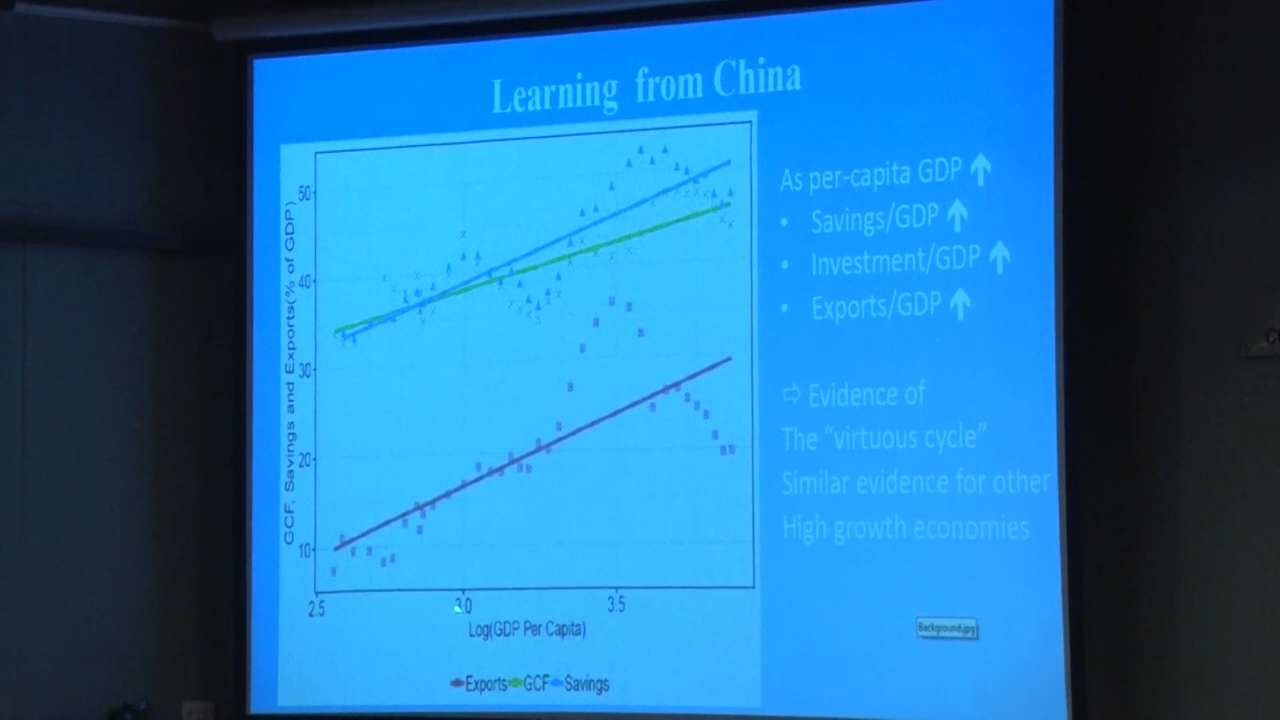 Learning from China
GCF, Savings and Exports(% of GDP)
50
40
30
20
10
2.5
3.0
3.5
Log(GDP Per Capita)
Exports GCF Savings
As per-capita GDP ↑
• Savings/GDP ↑
• Investment/GDP ↑
• Exports/GDP ↑
⇨ Evidence of
The “virtuous cycle”
Similar evidence for other
High growth economies
Background.jpg